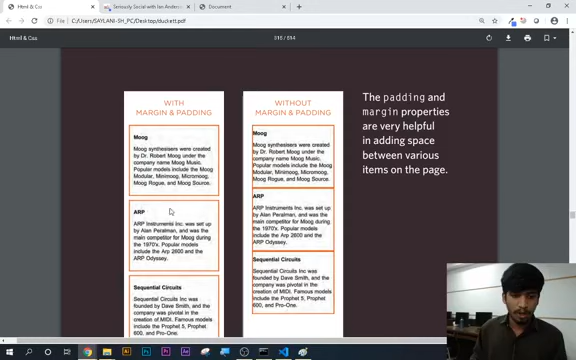 Html & Css
Seriously Social with Ian Anders
Document
File | C:/Users/SAYLANI-SH_PC/Desktop/duckett.pdf
Html & Css
WITH
MARGIN & PADDING
Moog
Moog synthesisers were created
by Dr. Robert Moog under the
company name Moog Music.
Popular models include the Moog
Modular, Minimoog, Micromoog,
Moog Rogue, and Moog Source.
ARP
ARP Instruments Inc. was set up
by Alan Peralman, and was the
main competitor for Moog during
the 1970's. Popular models
include the Arp 2600 and the
ARP Odyssey.
Sequential Circuits
Sequential Circuits Inc was
founded by Dave Smith, and the
company was pivotal in the
creation of MIDI. Famous models
include the Prophet 5, Prophet
600, and Pro-One.
WITHOUT
MARGIN & PADDING
Moog
Moog synthesisers were created
by Dr. Robert Moog under the
company name Moog Music.
Popular models include the Moog
Modular, Minimoog, Micromoog,
Moog Rogue, and Moog Source.
ARP
ARP Instruments Inc. was set up
by Alan Peralman, and was the
main competitor for Moog during
the 1970's. Popular models
include the Arp 2600 and the
ARP Odyssey.
Sequential Circuits
Sequential Circuits Inc was
founded by Dave Smith, and the
company was pivotal in the
creation of MIDI. Famous models
include the Prophet 5, Prophet
600, and Pro-One.
The padding and
margin properties
are very helpful
in adding space
between various
items on the page.